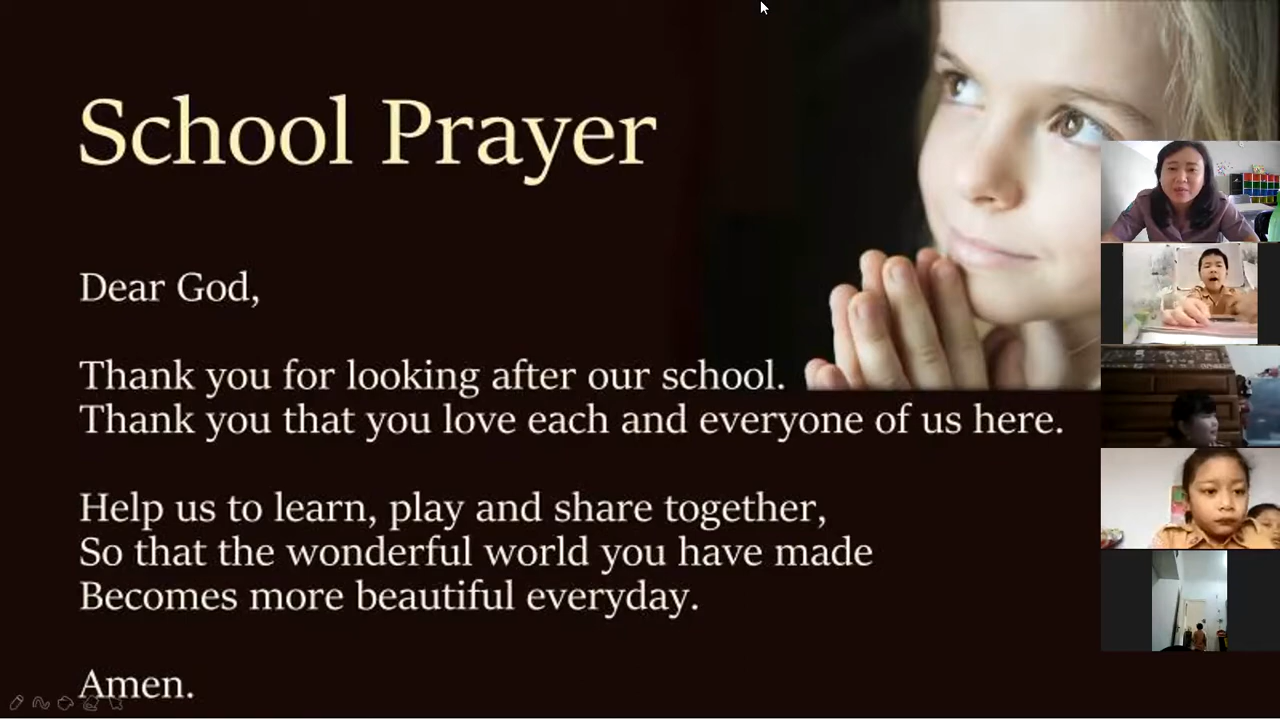 School Prayer
Dear God,
Thank you for looking after our school.
Thank you that you love each and everyone of us here.
Help us to learn, play and share together,
So that the wonderful world you have made
Becomes more beautiful everyday.
Amen.